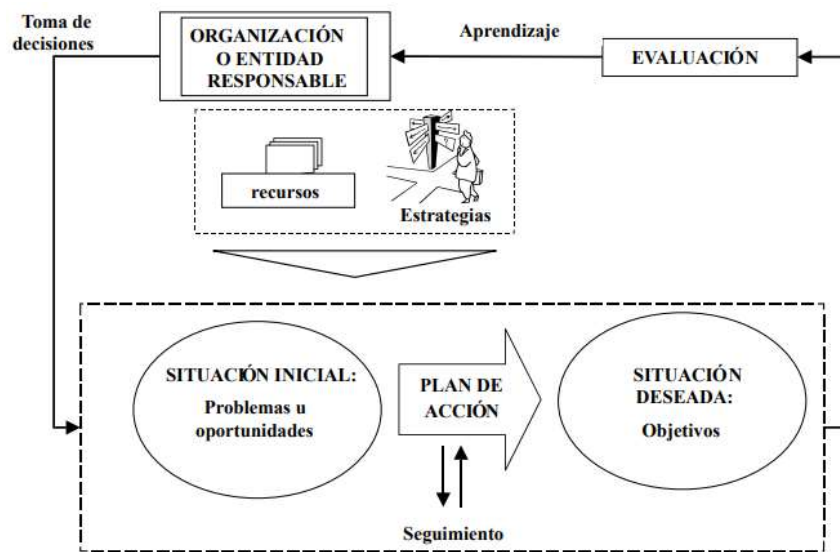 Toma de
decisiones
ORGANIZACIÓN
O ENTIDAD
RESPONSABLE
Aprendizaje
EVALUACIÓN
recursos
Estrategias
SITUACIÓN INICIAL:
Problemas u
oportunidades
PLAN DE
ACCIÓN
SITUACIÓN
DESEADA:
Objetivos
Seguimiento